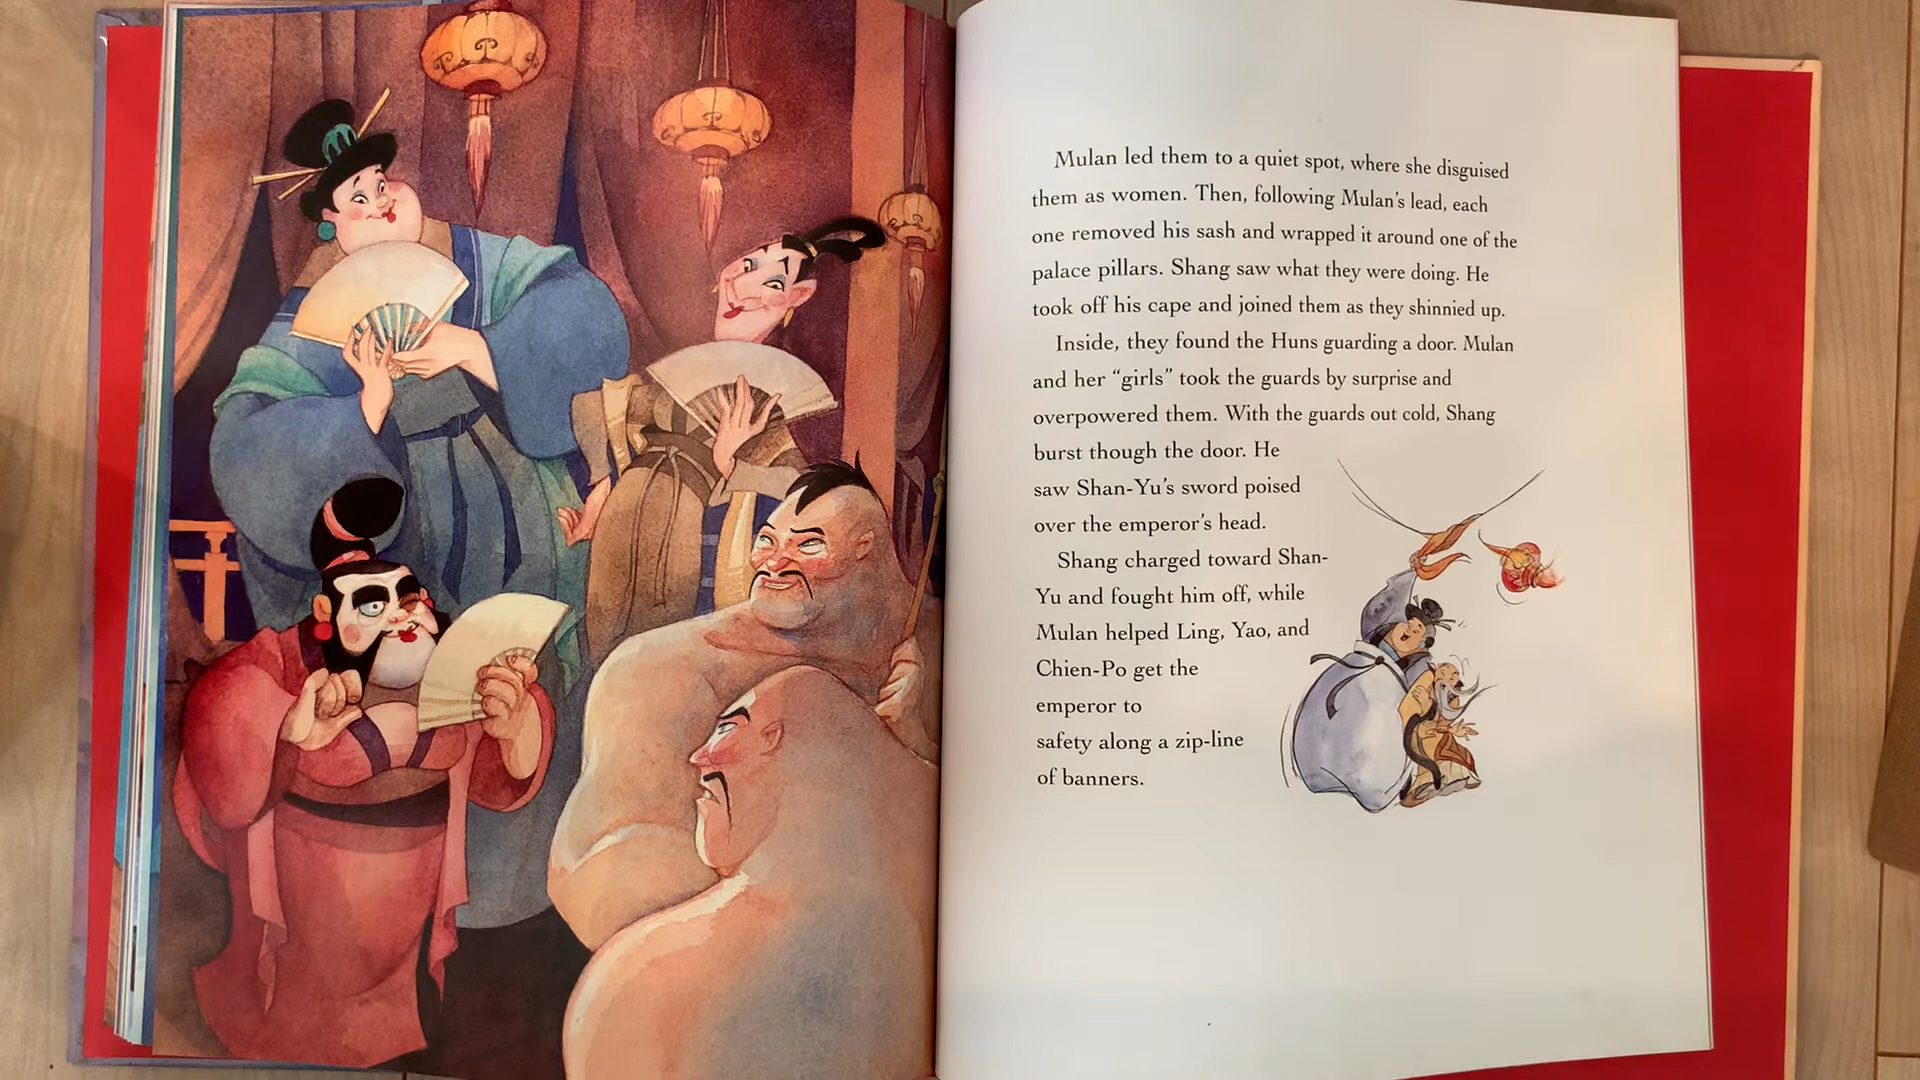 Mulan led them to a quiet spot, where she disguised
them as women. Then, following Mulan's lead, each
one removed his sash and wrapped it around one of the
palace pillars. Shang saw what they were doing. He
took off his cape and joined them as they shinnied up.
Inside, they found the Huns guarding a door. Mulan
and her “girls” took the guards by surprise and
overpowered them. With the guards out cold, Shang
burst though the door. He
saw Shan-Yu's sword poised
over the emperor's head.
Shang charged toward Shan-
Yu and fought him off, while
Mulan helped Ling, Yao, and
Chien-Po get the
emperor to
safety along a zip-line
of banners.